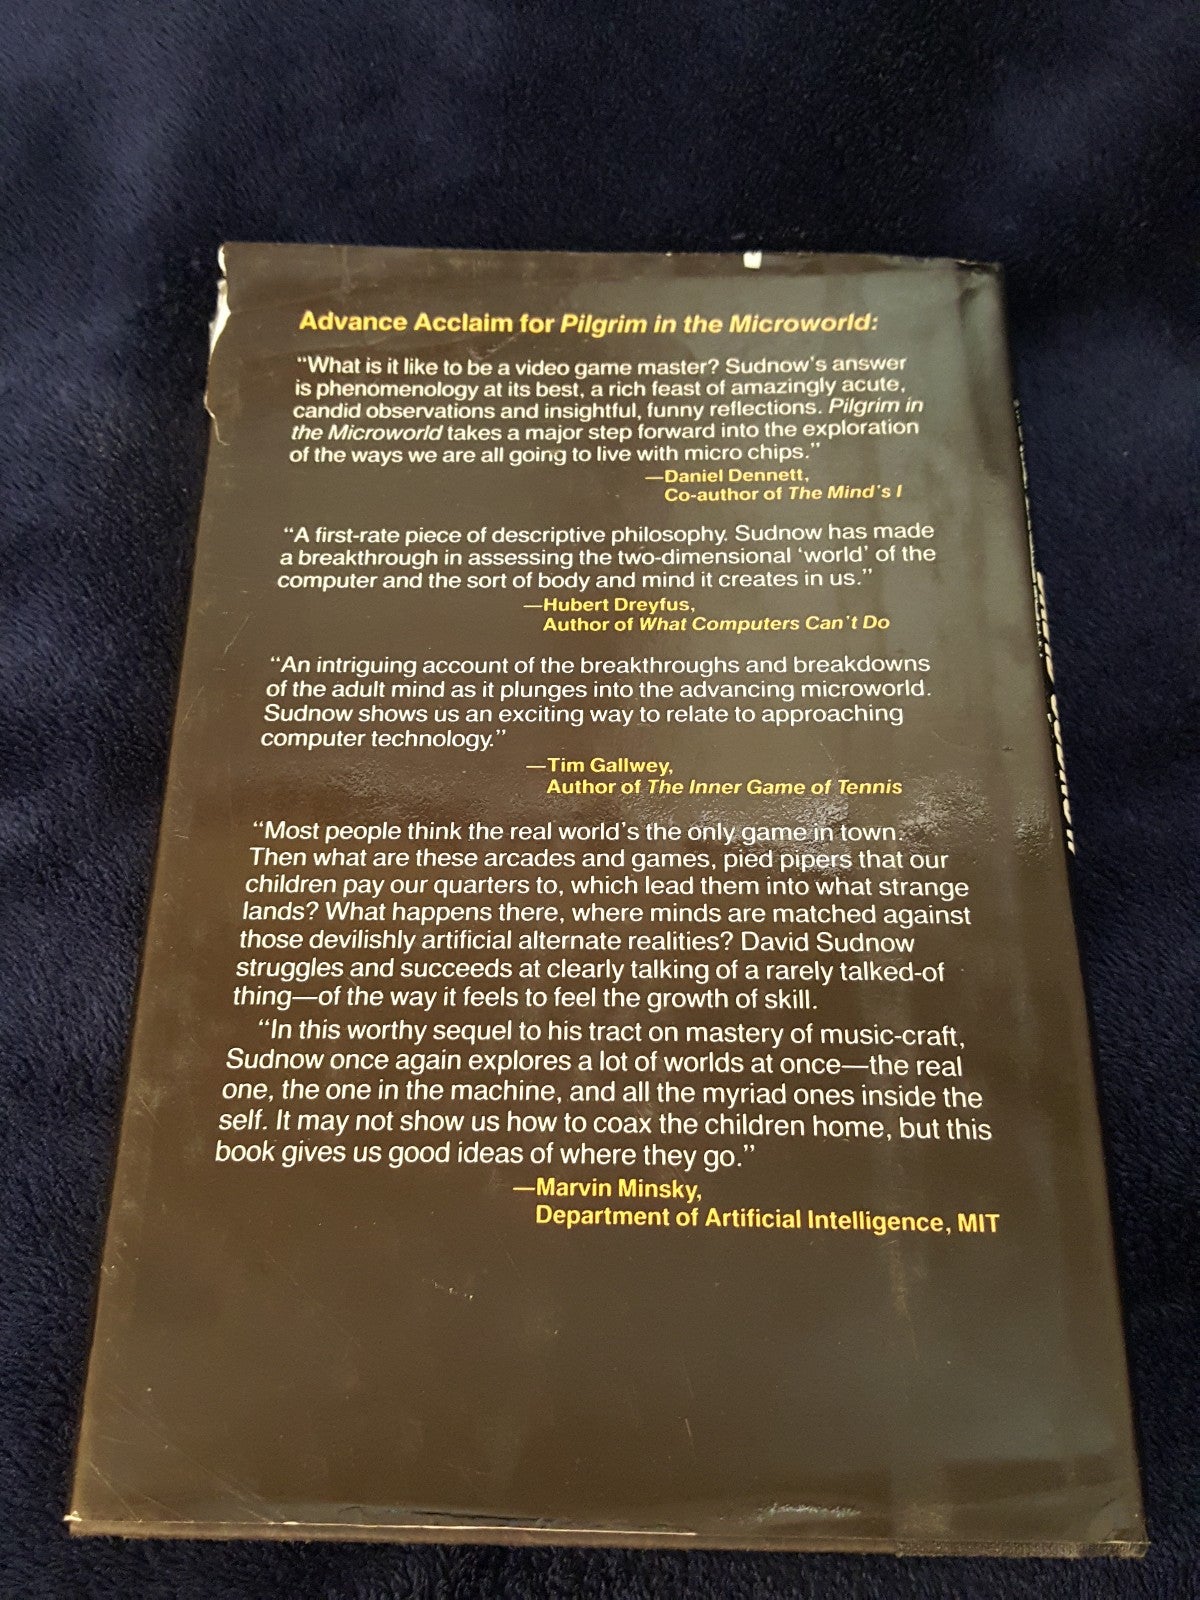 Advance Acclaim for Pilgrim in the Microworld:
“What is it like to be a video game master? Sudnow’s answer
is phenomenology at its best, a rich feast of amazingly acute,
candid observations and insightful, funny reflections. Pilgrim in
the Microworld takes a major step forward into the exploration
of the ways we are all going to live with micro chips.”
—Daniel Dennett,
Co-author of The Mind’s I
“A first-rate piece of descriptive philosophy. Sudnow has made
a breakthrough in assessing the two-dimensional ‘world’ of the
computer and the sort of body and mind it creates in us.”
—Hubert Dreyfus,
Author of What Computers Can’t Do
“An intriguing account of the breakthroughs and breakdowns
of the adult mind as it plunges into the advancing microworld.
Sudnow shows us an exciting way to relate to approaching
computer technology.”
—Tim Gallwey,
Author of The Inner Game of Tennis
“Most people think the real world’s the only game in town.
Then what are these arcades and games, pied pipers that our
children pay our quarters to, which lead them into what strange
lands? What happens there, where minds are matched against
those devilishly artificial alternate realities? David Sudnow
struggles and succeeds at clearly talking of a rarely talked-of
thing—of the way it feels to feel the growth of skill.
“In this worthy sequel to his tract on mastery of music-craft,
Sudnow once again explores a lot of worlds at once—the real
one, the one in the machine, and all the myriad ones inside the
self. It may not show us how to coax the children home, but this
book gives us good ideas of where they go.”
—Marvin Minsky,
Department of Artificial Intelligence, MIT